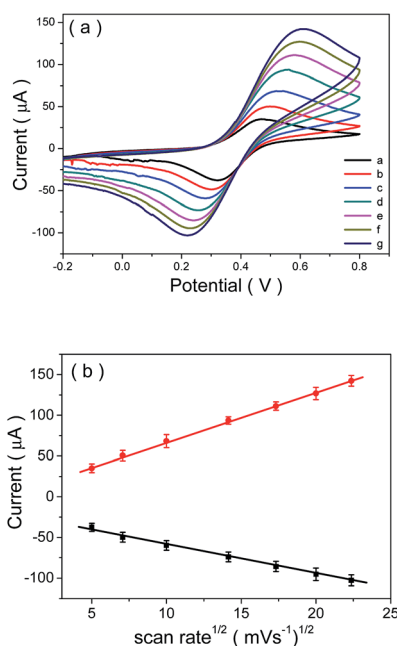 ( a )
Current ( μA )
150
100
50
0
-50
-100
-0.2 0.0 0.2 0.4 0.6 0.8
Potential ( V )
a
b
c
d
e
f
g
( b )
Current ( μA )
150
100
50
0
-50
-100
5 10 15 20 25
scan rate^1/2 ( mVs^-1)^1/2